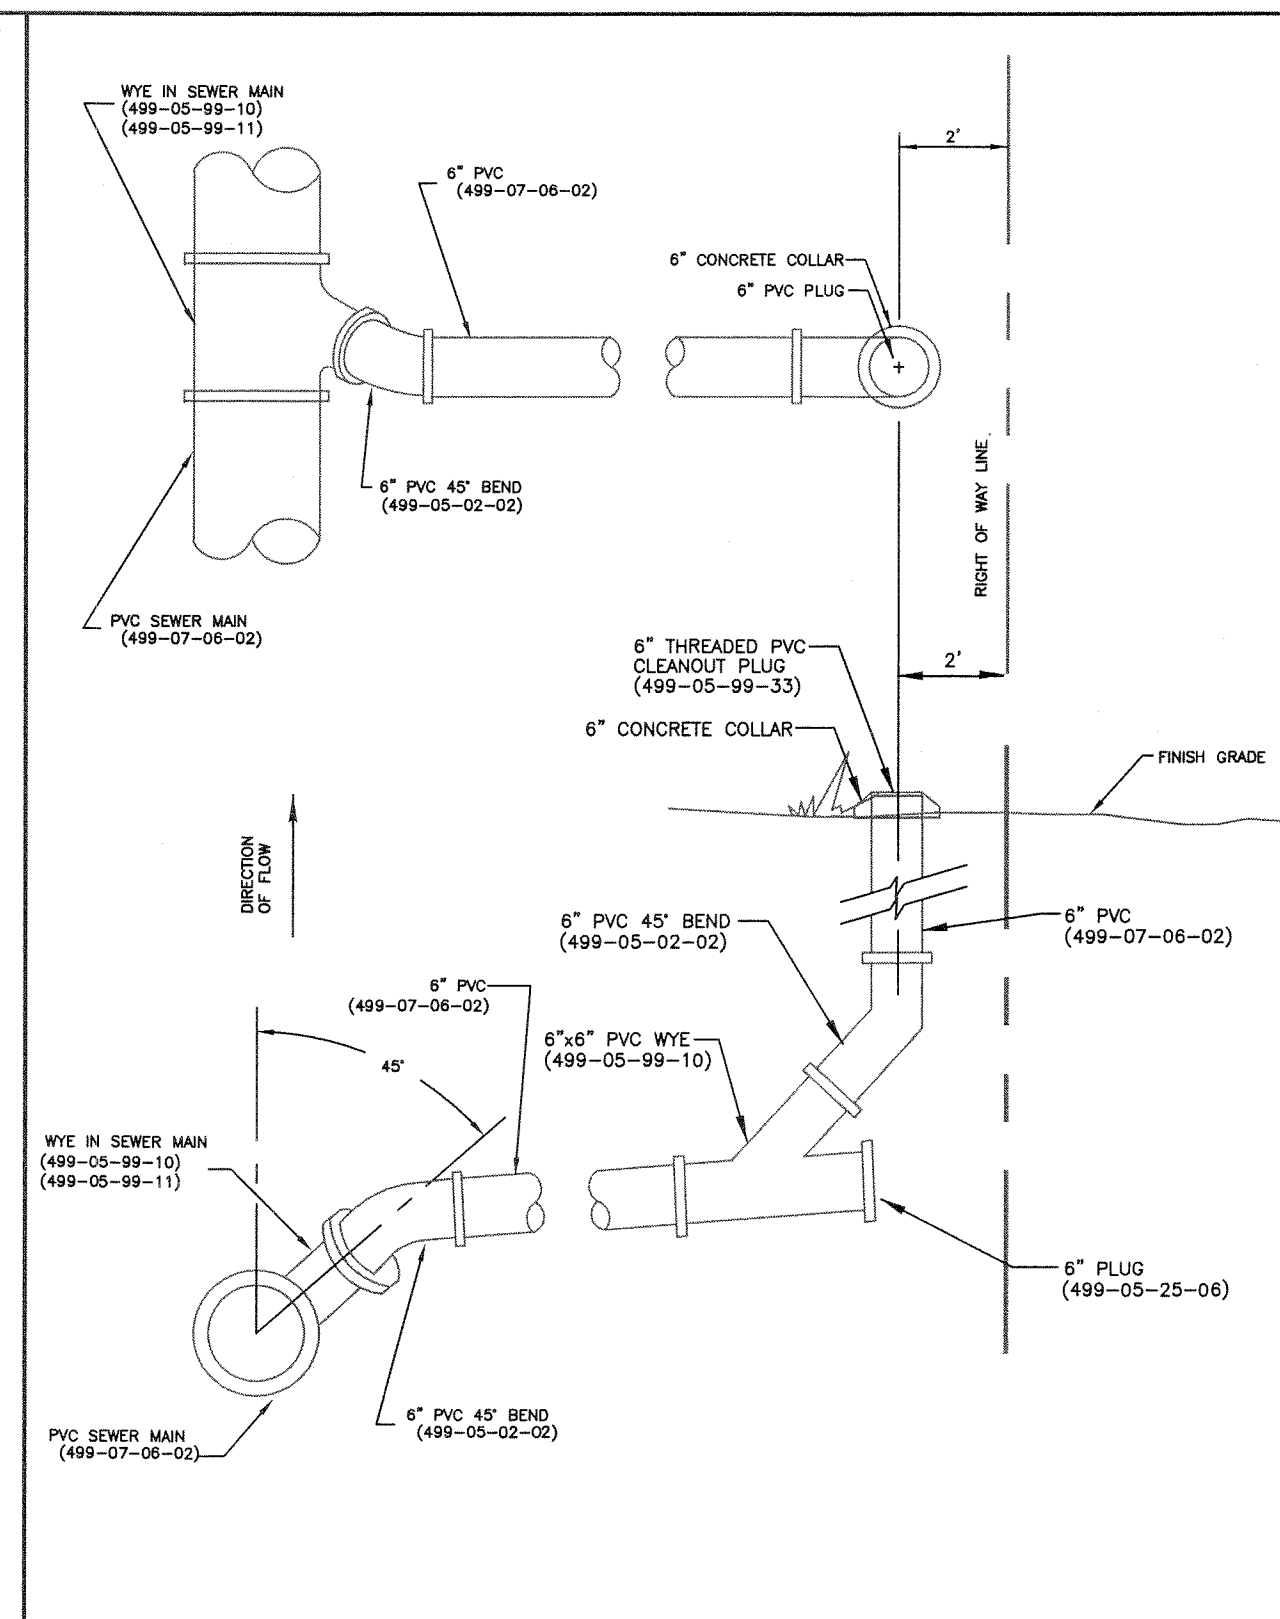 WYE IN SEWER MAIN
(499-05-99-10)
(499-05-99-11)
2'
6" PVC
(499-07-06-02)
6" CONCRETE COLLAR
6" PVC PLUG
6" PVC 45° BEND
(499-05-02-02)
RIGHT OF WAY LINE
PVC SEWER MAIN
(499-07-06-02)
6" THREADED PVC
CLEANOUT PLUG
(499-05-99-33)
2'
6" CONCRETE COLLAR
FINISH GRADE
DIRECTION
OF FLOW
6" PVC 45° BEND
(499-05-02-02)
6" PVC
(499-07-06-02)
6" PVC
(499-07-06-02)
6"x6" PVC WYE
(499-05-99-10)
45°
WYE IN SEWER MAIN
(499-05-99-10)
(499-05-99-11)
6" PLUG
(499-05-25-06)
6" PVC 45° BEND
(499-05-02-02)
PVC SEWER MAIN
(499-07-06-02)